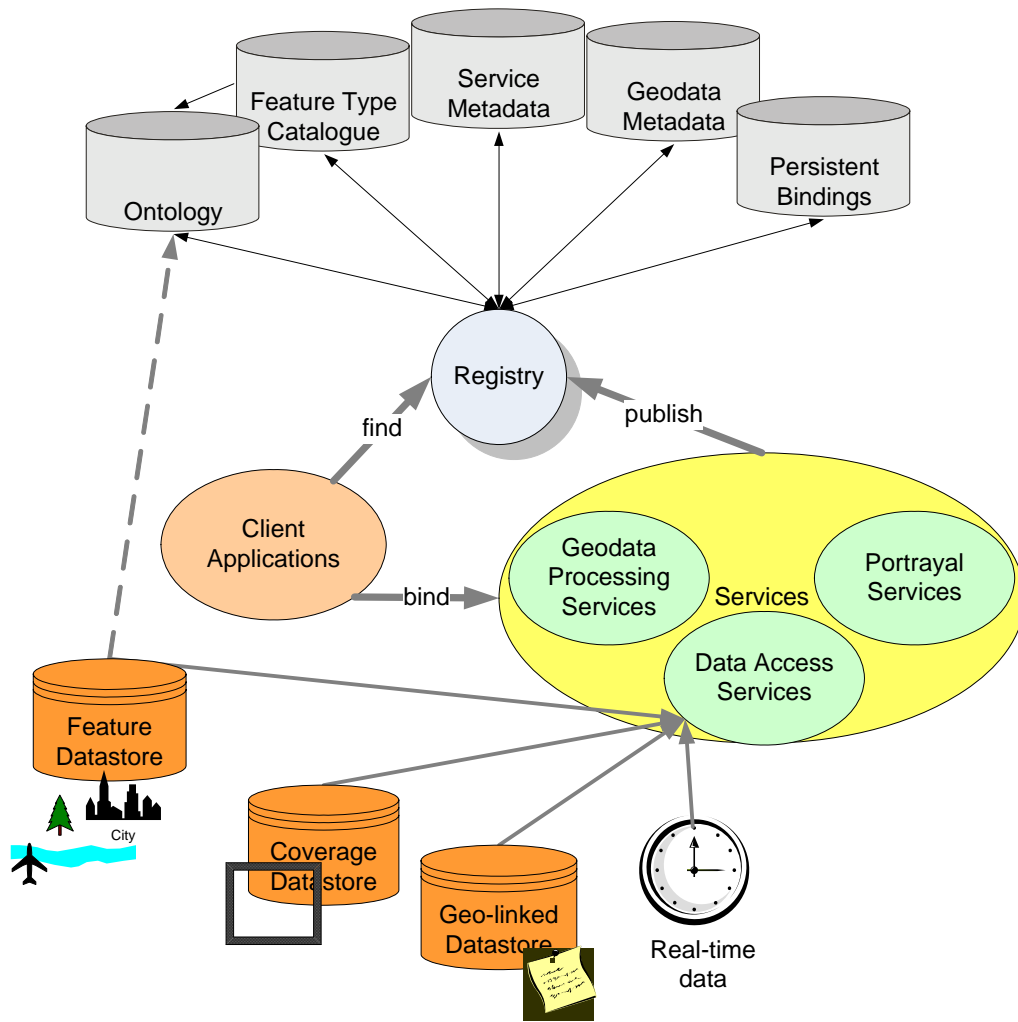 Service
Metadata
Geodata
Metadata
Feature Type
Catalogue
Persistent
Bindings
Ontology
Registry
publish
find
Client
Applications
Geodata
Processing
Services
Portrayal
Services
Services
bind
Data Access
Services
Feature
Datastore
City
Coverage
Datastore
Geo-linked
Datastore
Real-time
data